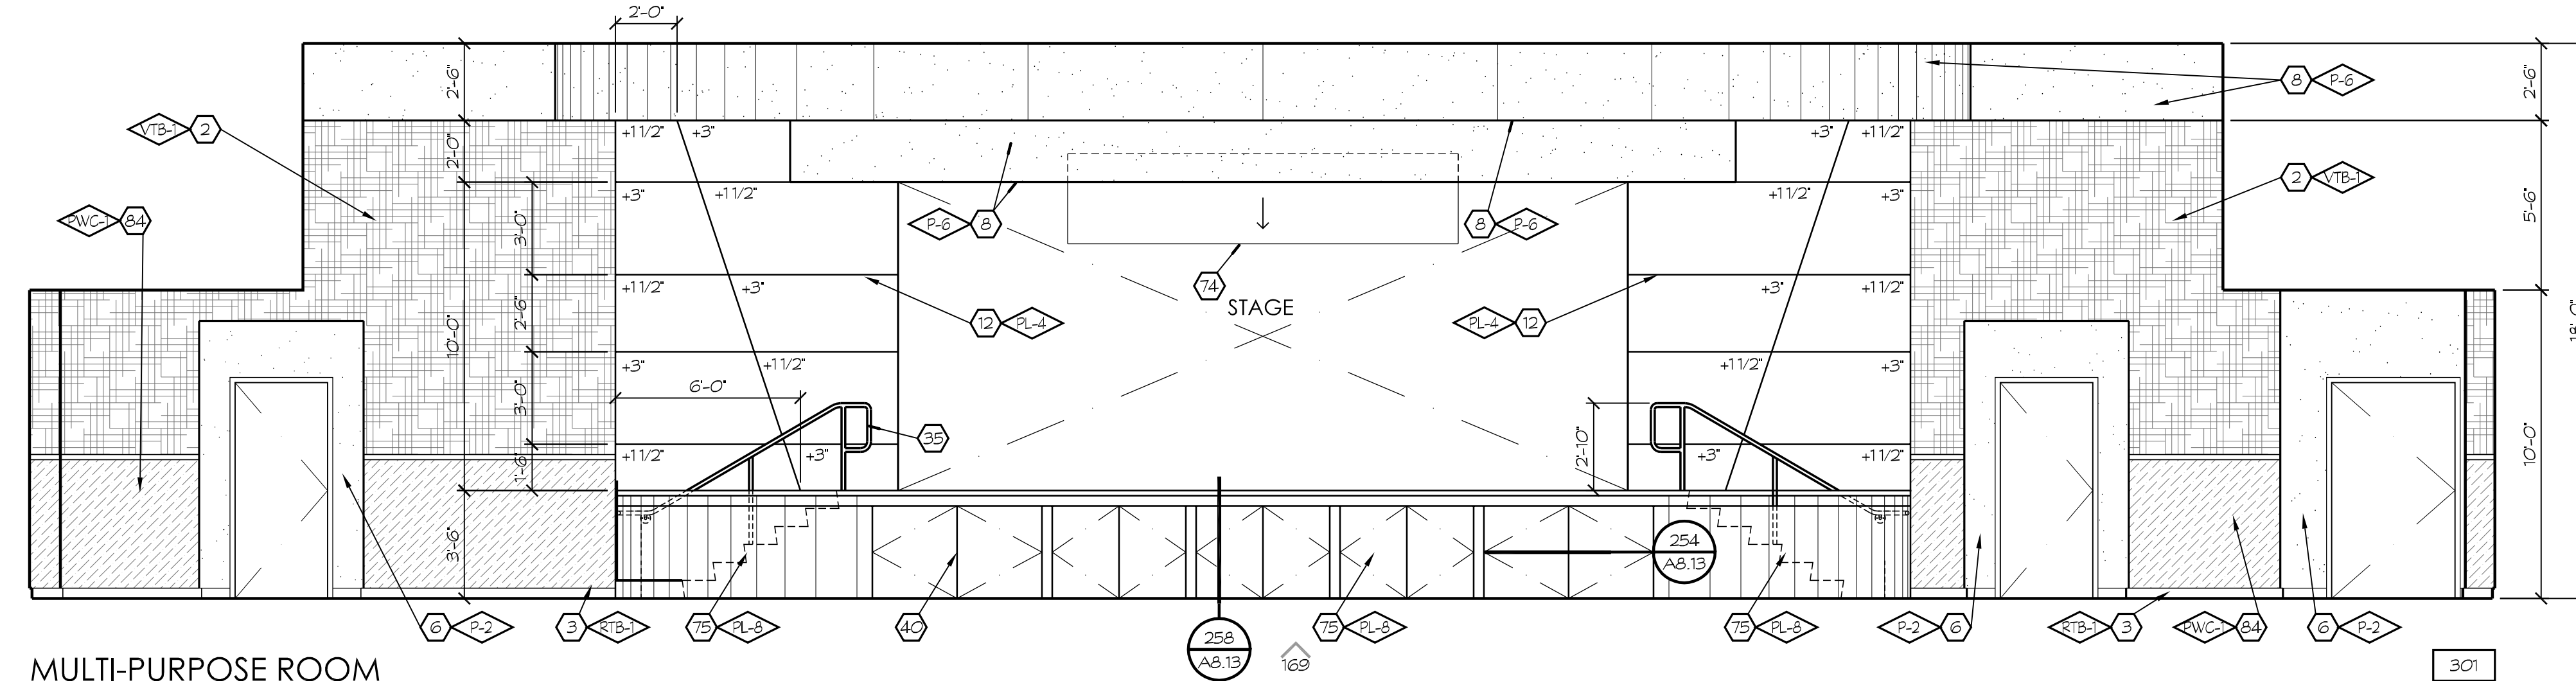 2'-0"
2'-6"
8 P-6
2'-6"
VTB-1 2
+11/2" +3"
+3" +11/2"
2'-0"
2 VTB-1
PWC-1 84
+3" +11/2"
+11/2" +3"
P-6 8
8 P-6
5'-6"
3'-0"
74
STAGE
+11/2" +3"
+3" +11/2"
12 PL-4
PL-4 12
2'-6"
10'-0"
18'-0"
+3" +11/2"
+11/2" +3"
6'-0"
3'-0"
35
2'-10"
10'-0"
+11/2" +3"
+3" +11/2"
1'-6"
3'-6"
254
A8.13
6 P-2
3 RTB-1
75 PL-8
40
258
A8.13
75 PL-8
75 PL-8
P-2 6
RTB-1 3
PWC-1 84
6 P-2
169
MULTI-PURPOSE ROOM
301